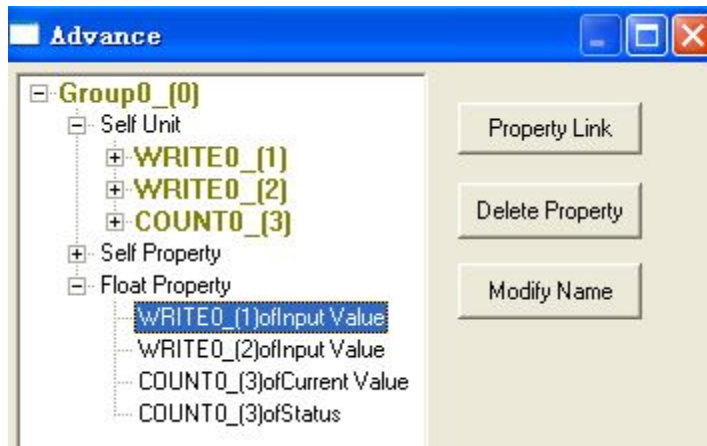 Advance
Group0_(0)
Self Unit
WRITE0_(1)
WRITE0_(2)
COUNT0_(3)
Self Property
Float Property
WRITE0_(1)ofInput Value
WRITE0_(2)ofInput Value
COUNT0_(3)ofCurrent Value
COUNT0_(3)ofStatus
Property Link
Delete Property
Modify Name